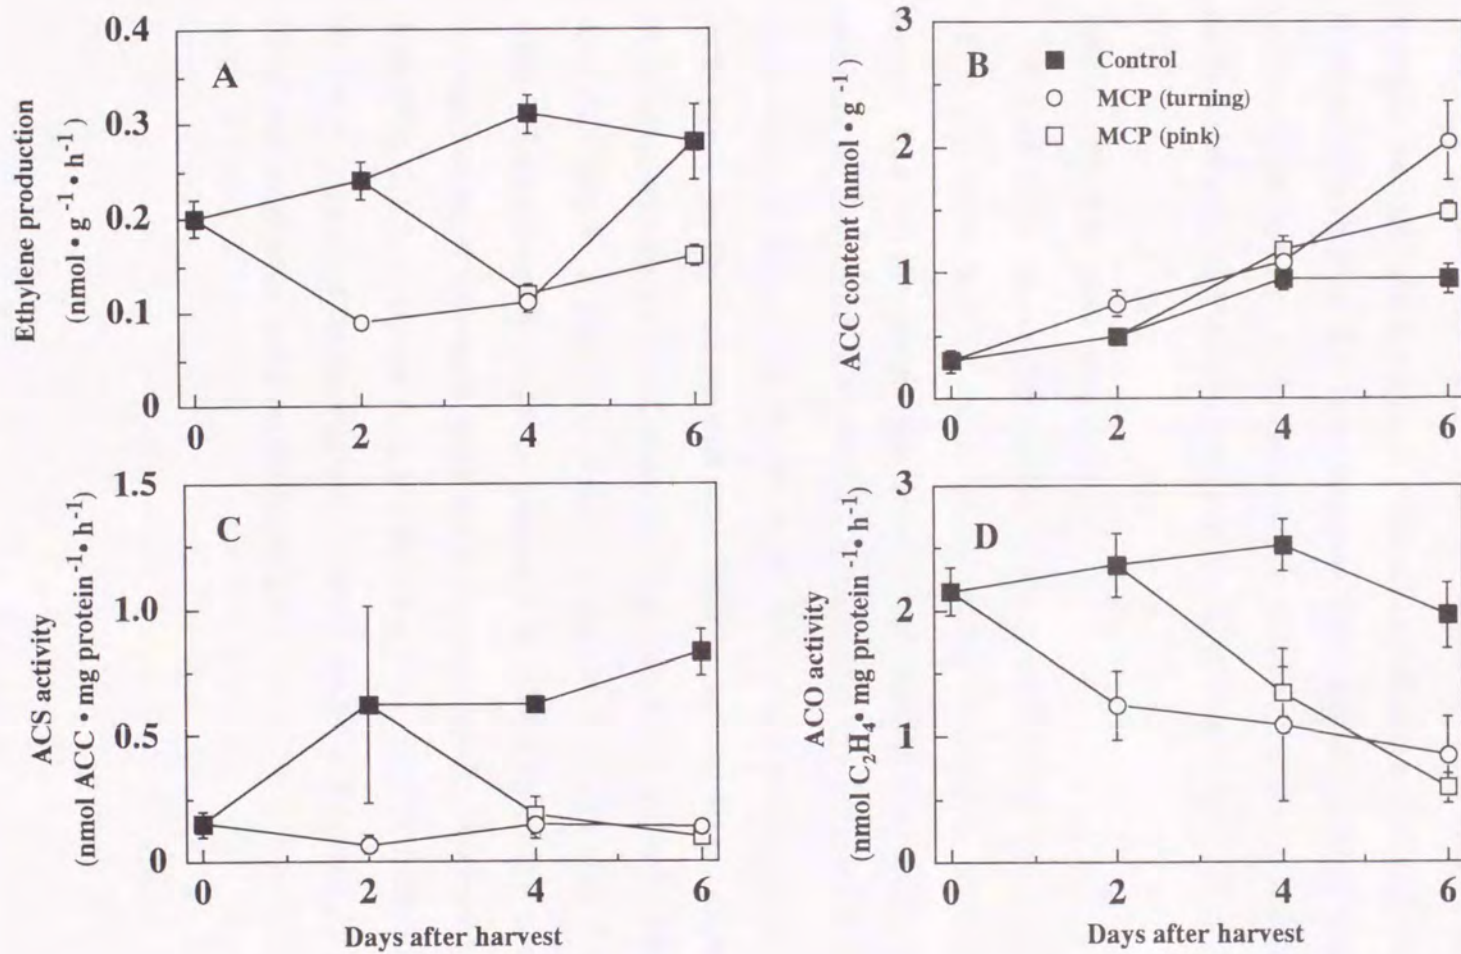 A
Ethylene production
(nmol • g⁻¹ • h⁻¹)
0.4
0.3
0.2
0.1
0
0 2 4 6
B
■ Control
○ MCP (turning)
□ MCP (pink)
ACC content (nmol • g⁻¹)
3
2
1
0
0 2 4 6
C
ACS activity
(nmol ACC • mg protein⁻¹ • h⁻¹)
1.5
1.0
0.5
0
0 2 4 6
Days after harvest
D
ACO activity
(nmol C₂H₄ • mg protein⁻¹ • h⁻¹)
3
2
1
0
0 2 4 6
Days after harvest